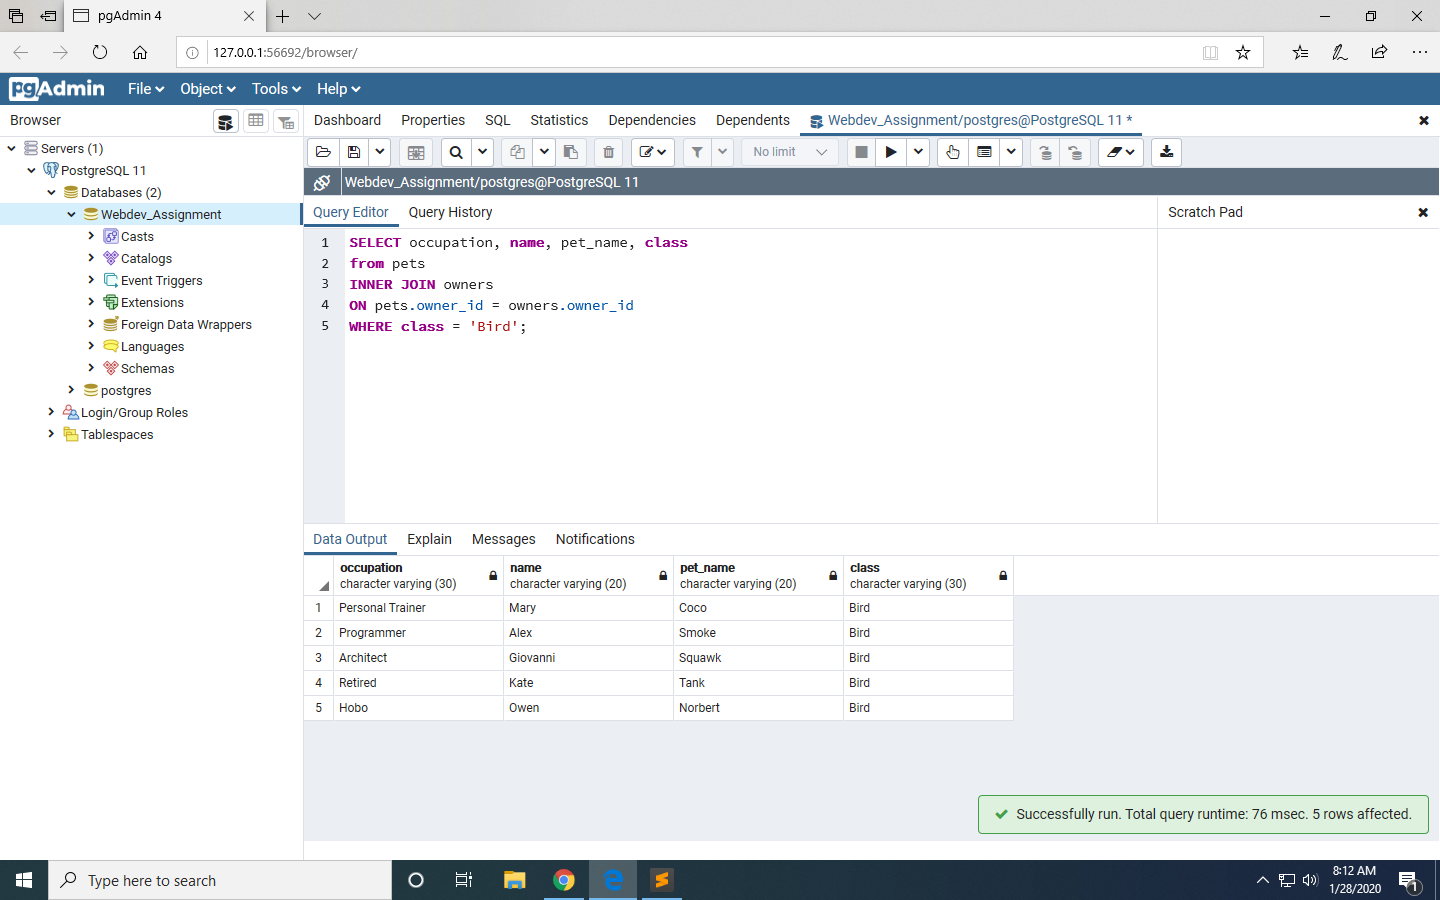 pgAdmin 4
127.0.0.1:56692/browser/
pgAdmin File Object Tools Help
Browser
Dashboard Properties SQL Statistics Dependencies Dependents Webdev_Assignment/postgres@PostgreSQL 11 *
Servers (1)
PostgreSQL 11
Databases (2)
Webdev_Assignment
Casts
Catalogs
Event Triggers
Extensions
Foreign Data Wrappers
Languages
Schemas
postgres
Login/Group Roles
Tablespaces
No limit
Webdev_Assignment/postgres@PostgreSQL 11
Query Editor Query History
Scratch Pad
1 SELECT occupation, name, pet_name, class
2 from pets
3 INNER JOIN owners
4 ON pets.owner_id = owners.owner_id
5 WHERE class = 'Bird';
Data Output Explain Messages Notifications
occupation name pet_name class
character varying (30) character varying (20) character varying (20) character varying (30)
1 Personal Trainer Mary Coco Bird
2 Programmer Alex Smoke Bird
3 Architect Giovanni Squawk Bird
4 Retired Kate Tank Bird
5 Hobo Owen Norbert Bird
Successfully run. Total query runtime: 76 msec. 5 rows affected.
Type here to search
8:12 AM
1/28/2020
1